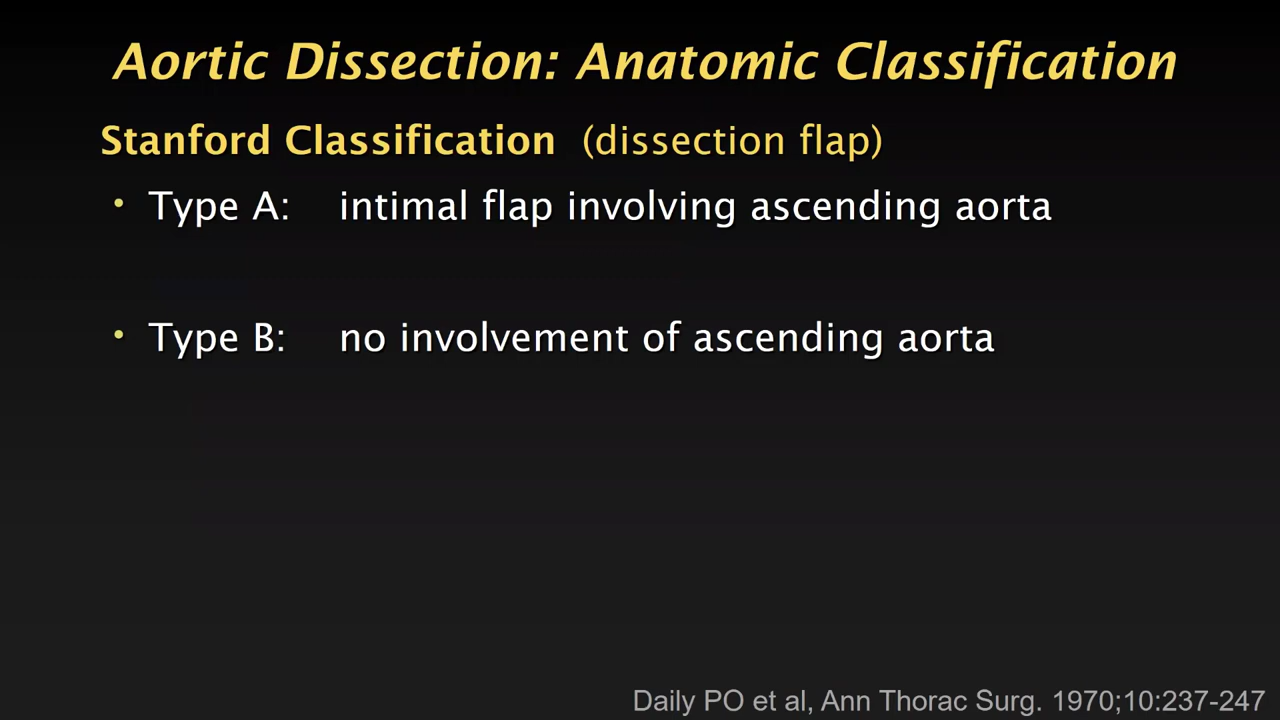 Aortic Dissection: Anatomic Classification
Stanford Classification (dissection flap)
• Type A: intimal flap involving ascending aorta
• Type B: no involvement of ascending aorta
Daily PO et al, Ann Thorac Surg. 1970;10:237-247